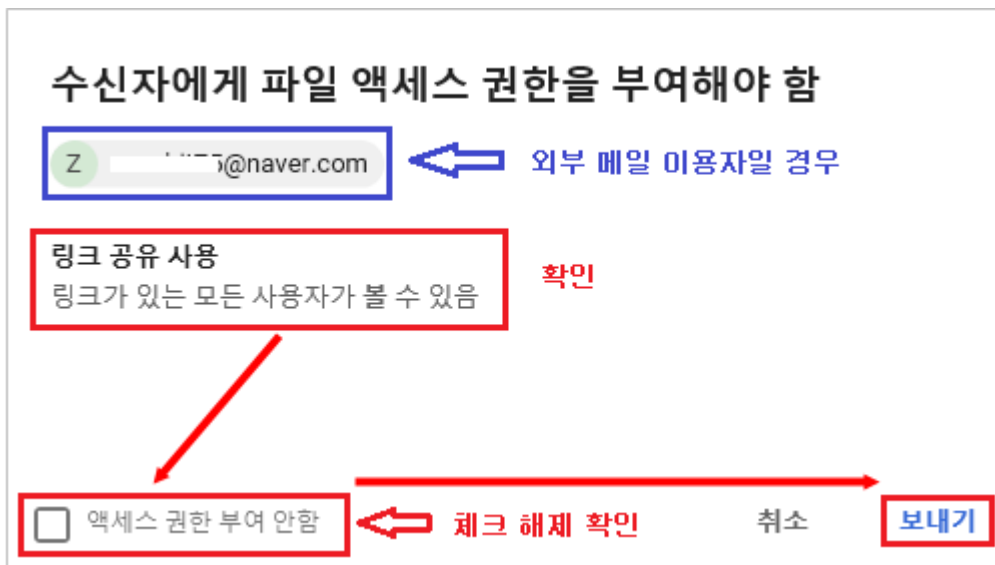 수신자에게 파일 액세스 권한을 부여해야 함
Z @naver.com 외부 메일 이용자일 경우
링크 공유 사용
확인
링크가 있는 모든 사용자가 볼 수 있음
액세스 권한 부여 안함 체크 해제 확인 취소 보내기